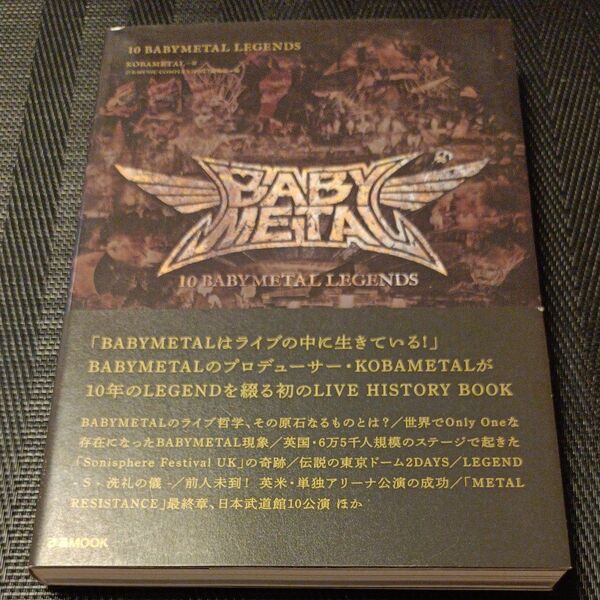 10 BABYMETAL LEGENDS
KOBAMETAL
BABY
METAL
10 BABYMETAL LEGENDS
「BABYMETALはライブの中に生きている!」
BABYMETALのプロデューサー・KOBAMETALが
10年のLEGENDを綴る初のLIVE HISTORY BOOK
BABYMETALのライブ哲学、その原石なるものとは?／世界でOnly Oneな
存在になったBABYMETAL現象／英国・6万5千人規模のステージで起きた
「Sonisphere Festival UK」の奇跡／伝説の東京ドーム2DAYS／LEGEND
- S - 洗礼の儀 -／前人未到! 英米・単独アリーナ公演の成功／「METAL
RESISTANCE」最終章、日本武道館10公演 ほか
ぴあMOOK